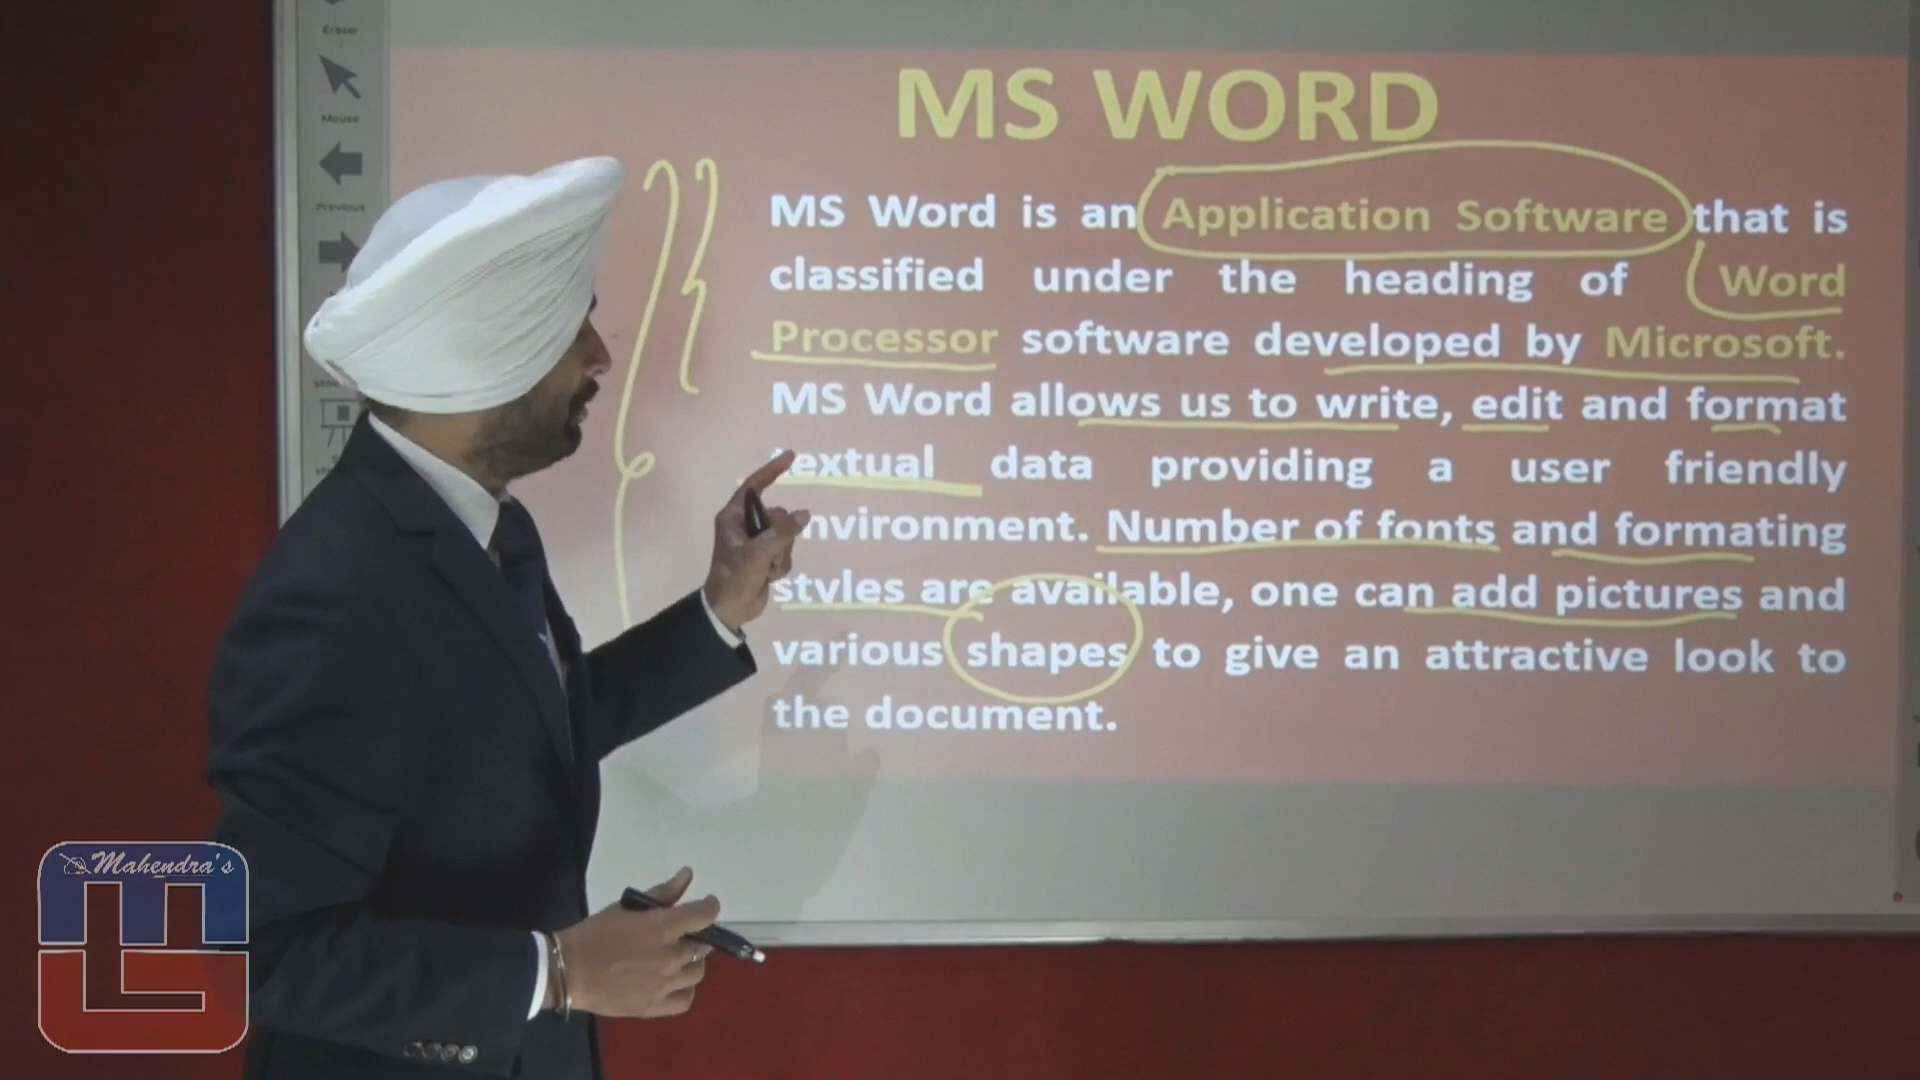 Eraser
Mouse
Previous
MS WORD
MS Word is an Application Software that is
classified under the heading of Word
Processor software developed by Microsoft.
MS Word allows us to write, edit and format
textual data providing a user friendly
nvironment. Number of fonts and formating
styles are available, one can add pictures and
various shapes to give an attractive look to
the document.
Mahendra's